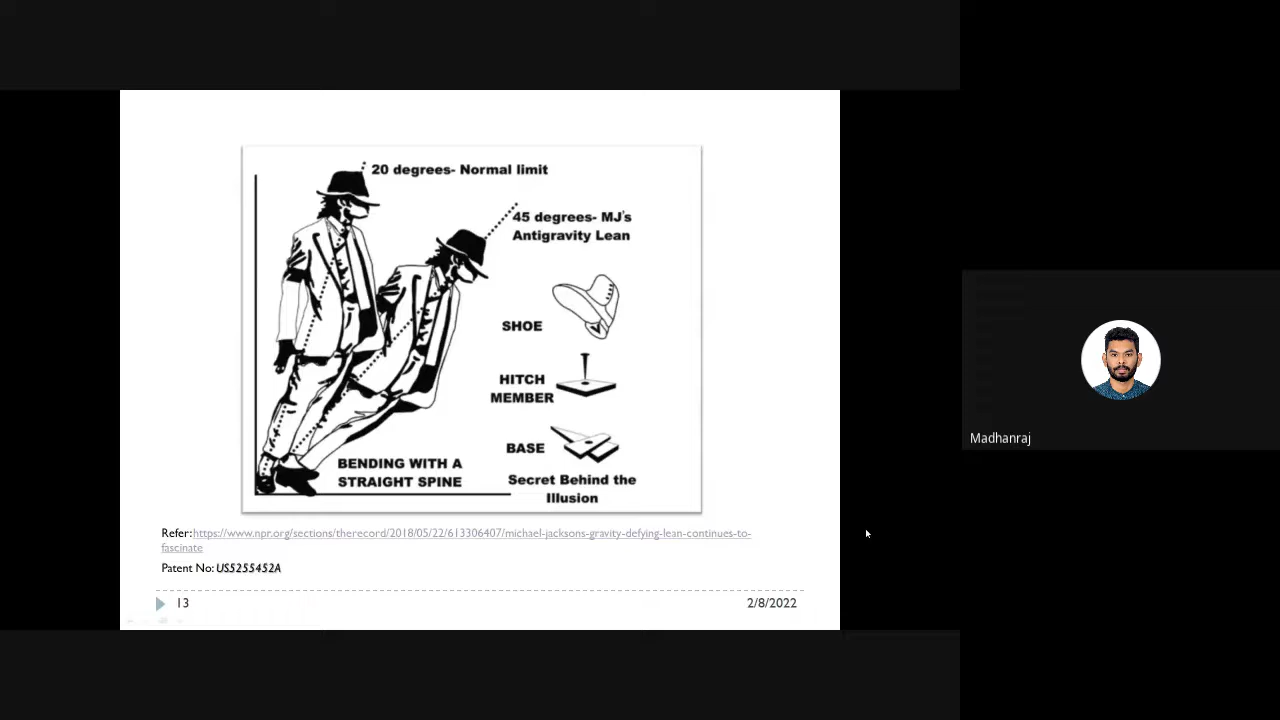 20 degrees- Normal limit
45 degrees- MJ's
Antigravity Lean
SHOE
HITCH
MEMBER
BASE
BENDING WITH A
STRAIGHT SPINE
Secret Behind the
Illusion
Refer: https://www.npr.org/sections/therecord/2018/05/22/613306407/michael-jacksons-gravity-defying-lean-continues-to-
fascinate
Patent No: US5255452A
13
2/8/2022
Madhanraj